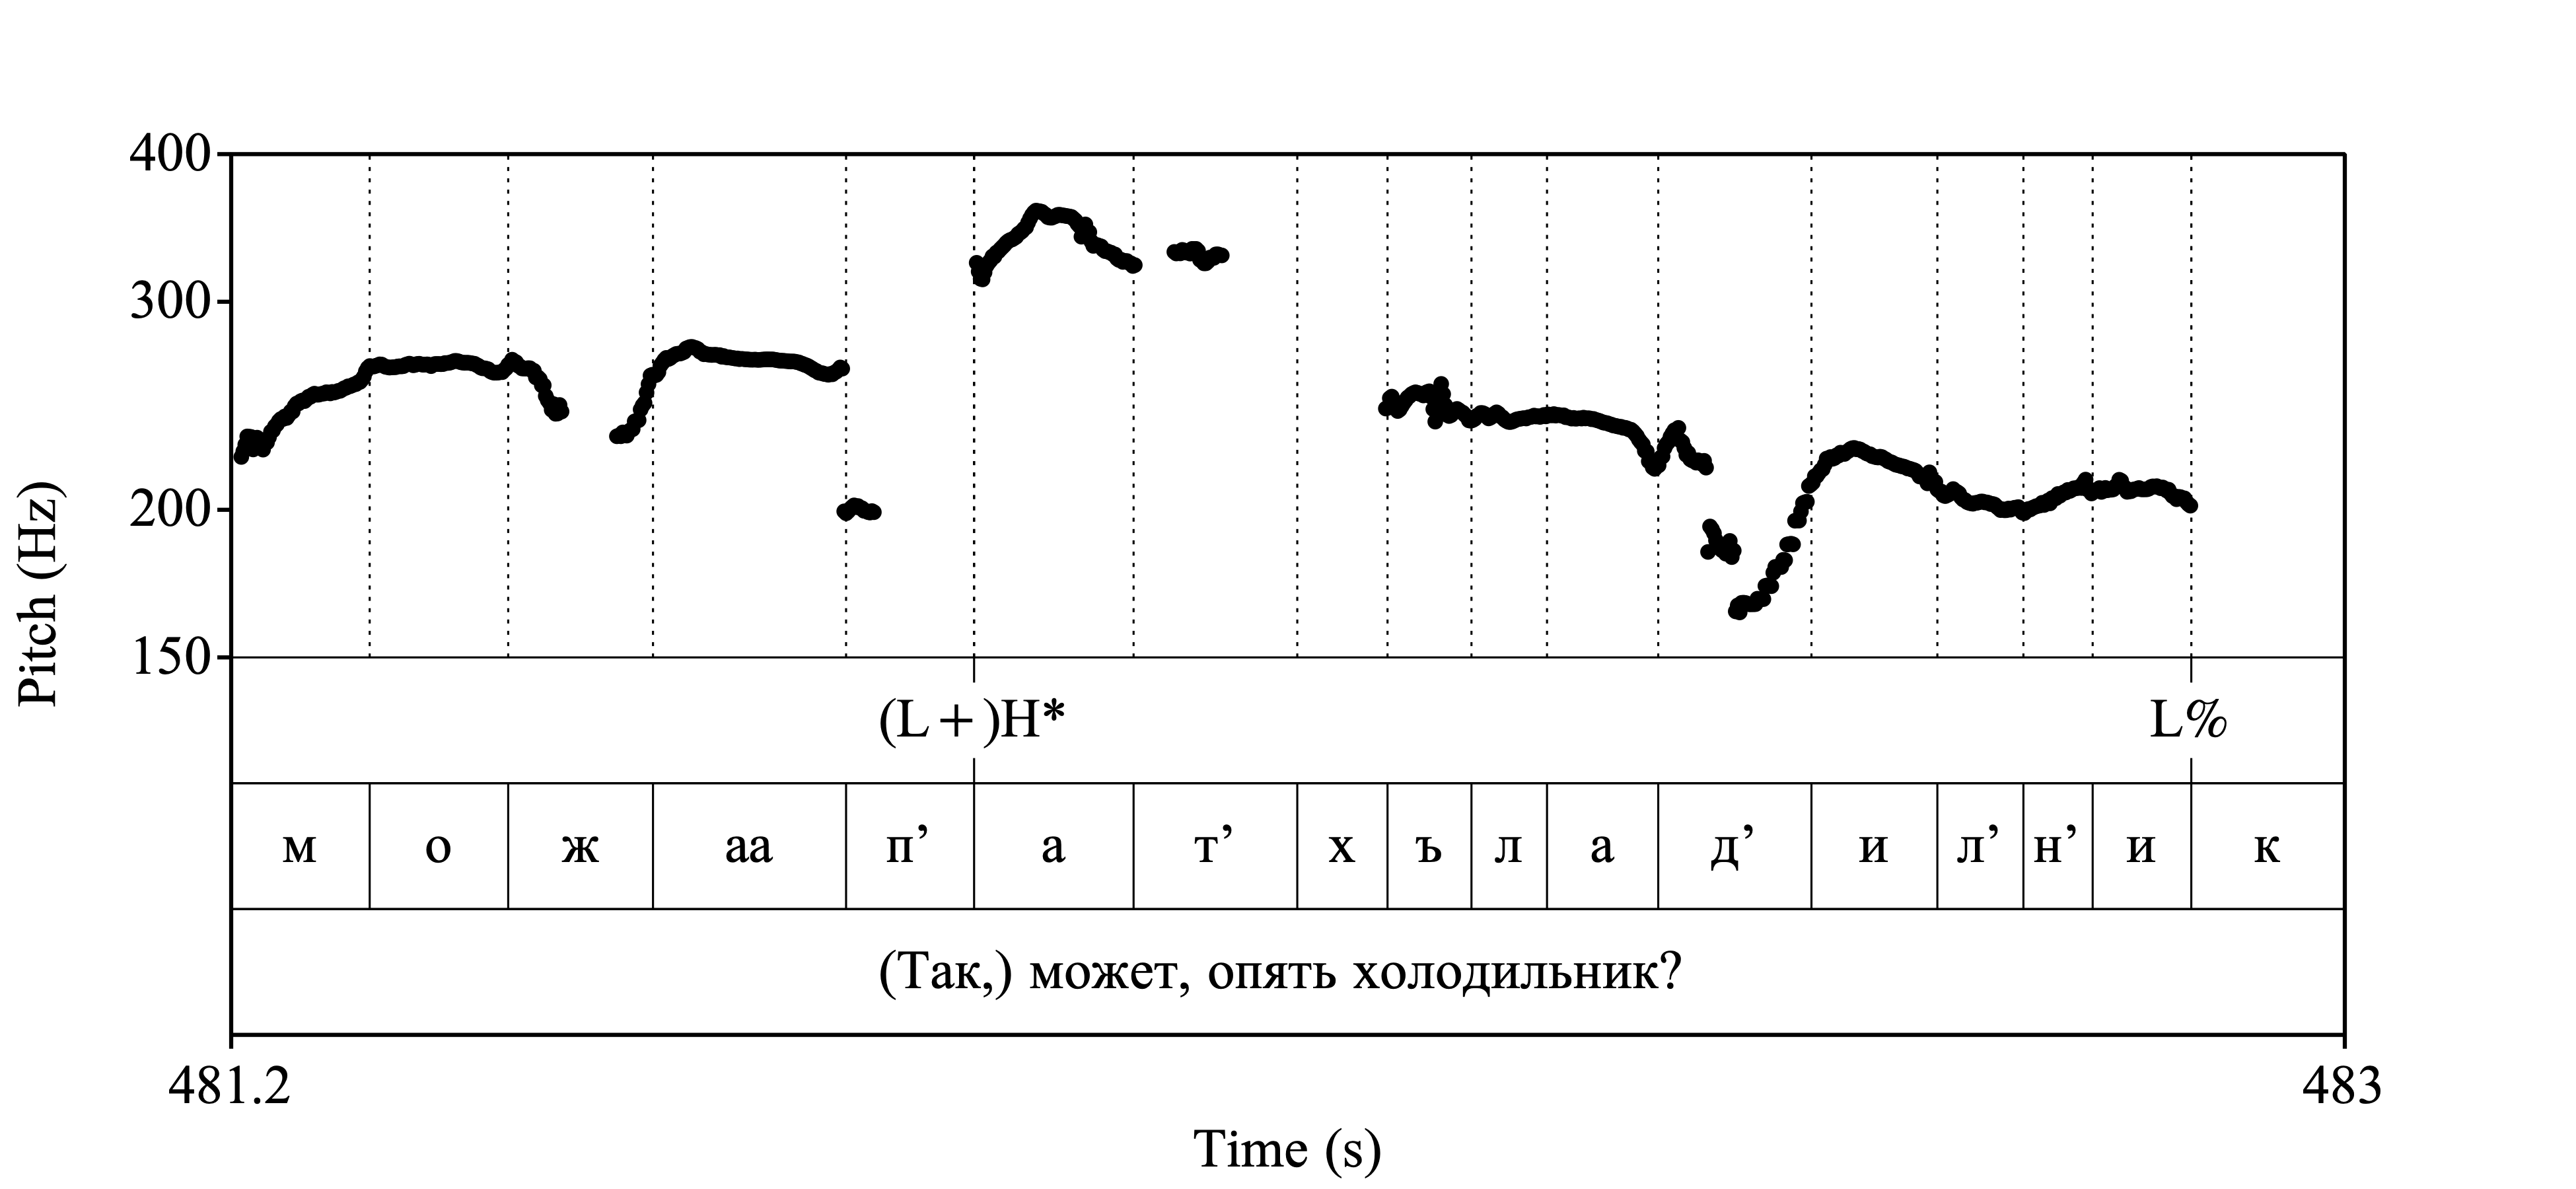 400
300
200
150
Pitch (Hz)
(L+)H* L%
м о ж аа п’ а т’ х ъ л а д’ и л’ н’ и к
(Так,) может, опять холодильник?
481.2 483
Time (s)